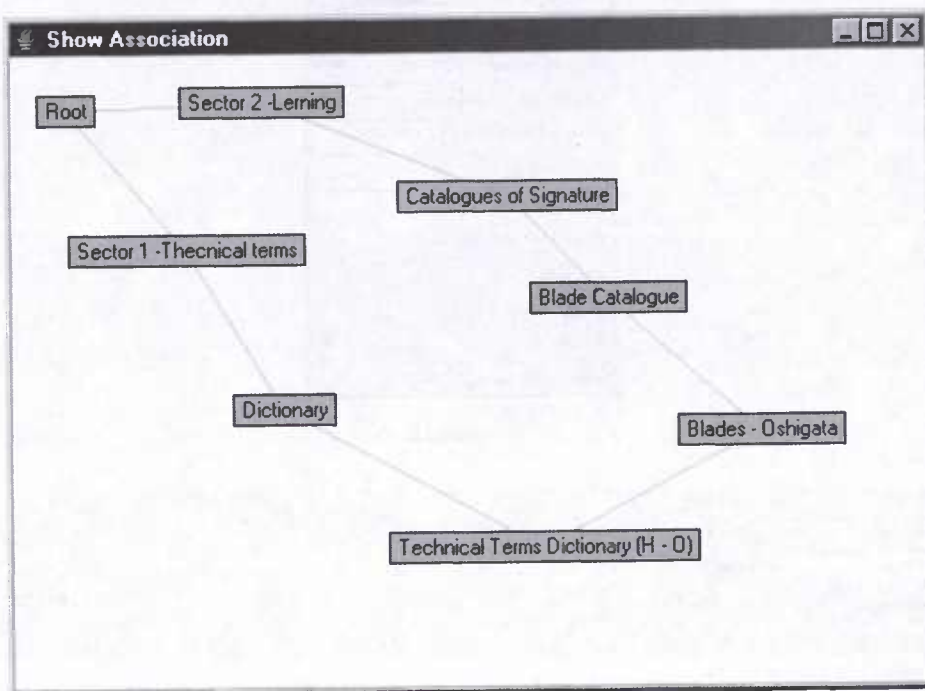 Show Association
Root
Sector 2 -Lerning
Catalogues of Signature
Sector 1 -Thecnical terms
Blade Catalogue
Dictionary
Blades - Oshigata
Technical Terms Dictionary (H - O)